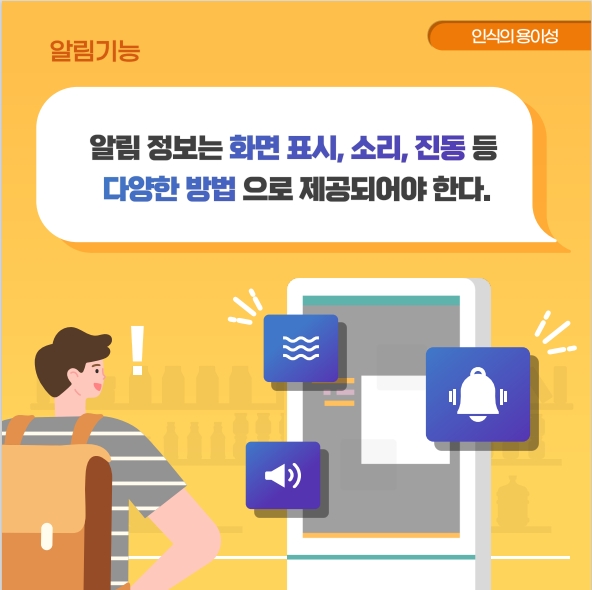 알림기능
인식의 용이성
알림 정보는 화면 표시, 소리, 진동 등
다양한 방법 으로 제공되어야 한다.
!